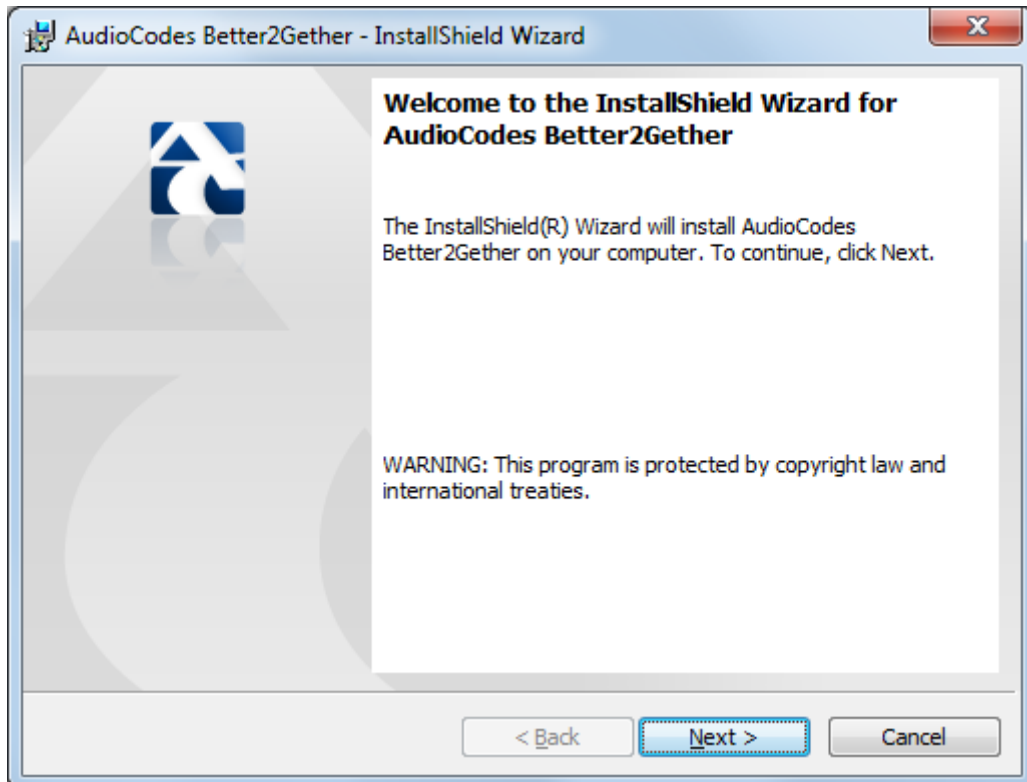 AudioCodes Better2Gether - InstallShield Wizard
Welcome to the InstallShield Wizard for
AudioCodes Better2Gether
The InstallShield(R) Wizard will install AudioCodes
Better2Gether on your computer. To continue, click Next.
WARNING: This program is protected by copyright law and
international treaties.
< Back
Next >
Cancel